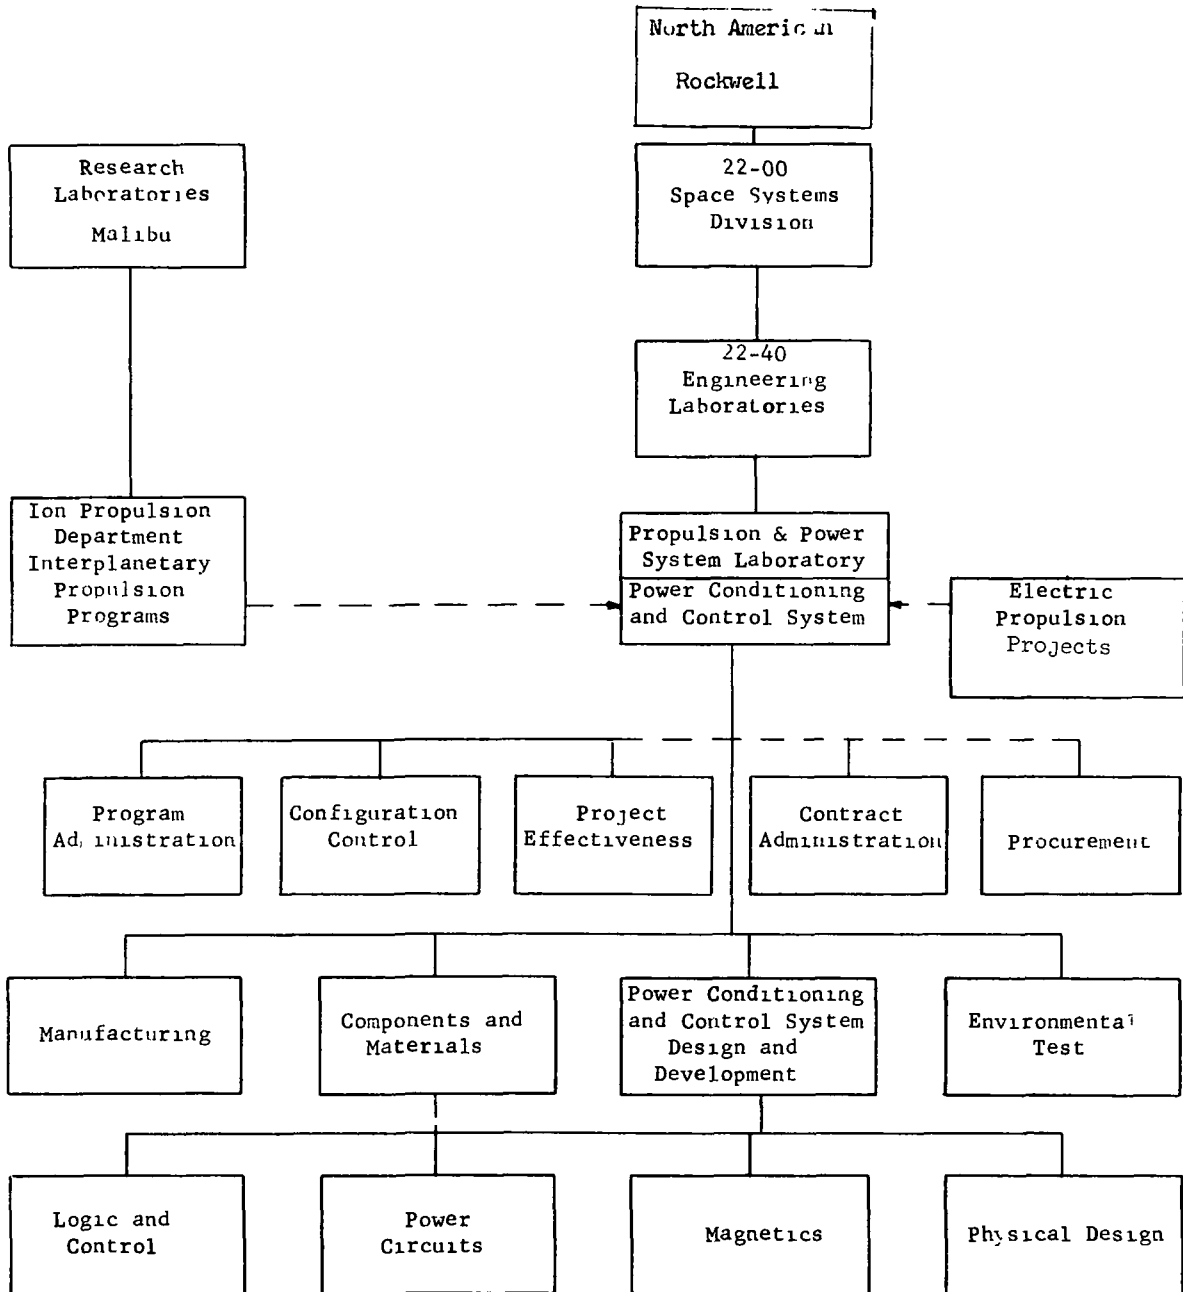 North American
Rockwell
Research
Laboratories
Malibu
22-00
Space Systems
Division
22-40
Engineering
Laboratories
Ion Propulsion
Department
Interplanetary
Propulsion
Programs
Propulsion & Power
System Laboratory
Power Conditioning
and Control System
Electric
Propulsion
Projects
Program
Administration
Configuration
Control
Project
Effectiveness
Contract
Administration
Procurement
Manufacturing
Components and
Materials
Power Conditioning
and Control System
Design and
Development
Environmental
Test
Logic and
Control
Power
Circuits
Magnetics
Physical Design